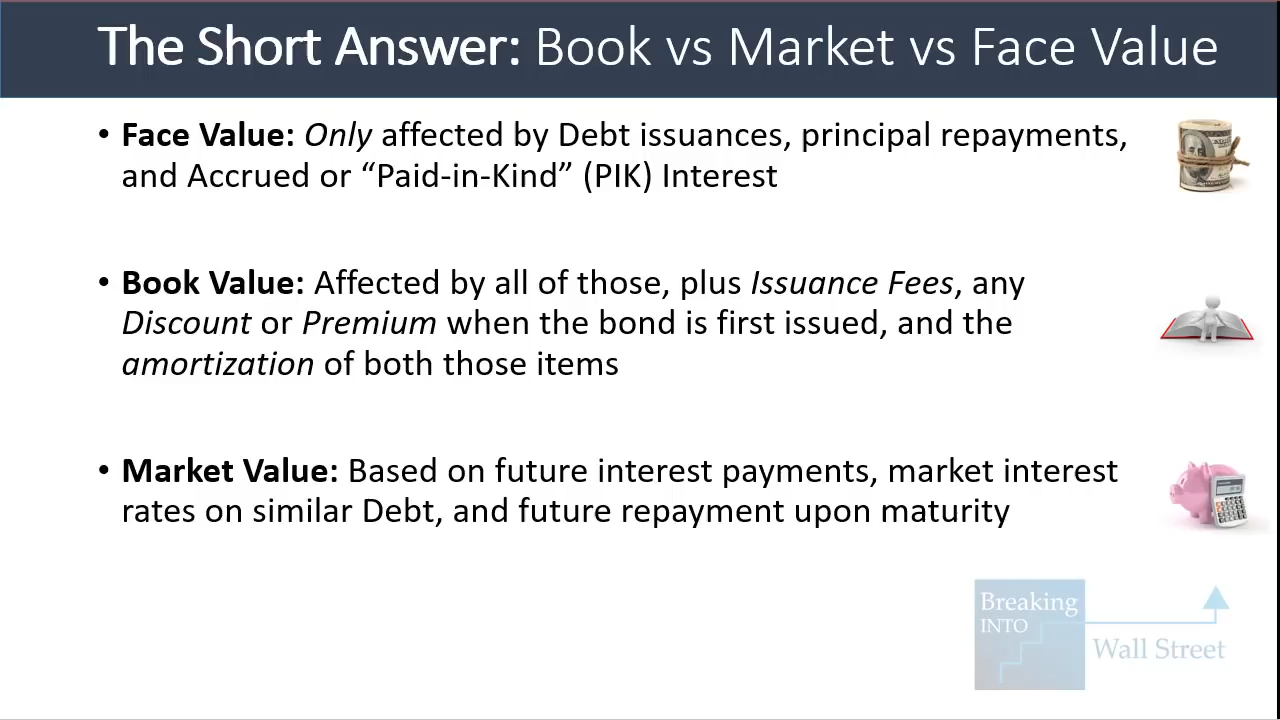 The Short Answer: Book vs Market vs Face Value
• Face Value: Only affected by Debt issuances, principal repayments,
and Accrued or “Paid-in-Kind” (PIK) Interest
• Book Value: Affected by all of those, plus Issuance Fees, any
Discount or Premium when the bond is first issued, and the
amortization of both those items
• Market Value: Based on future interest payments, market interest
rates on similar Debt, and future repayment upon maturity
Breaking
INTO
Wall Street